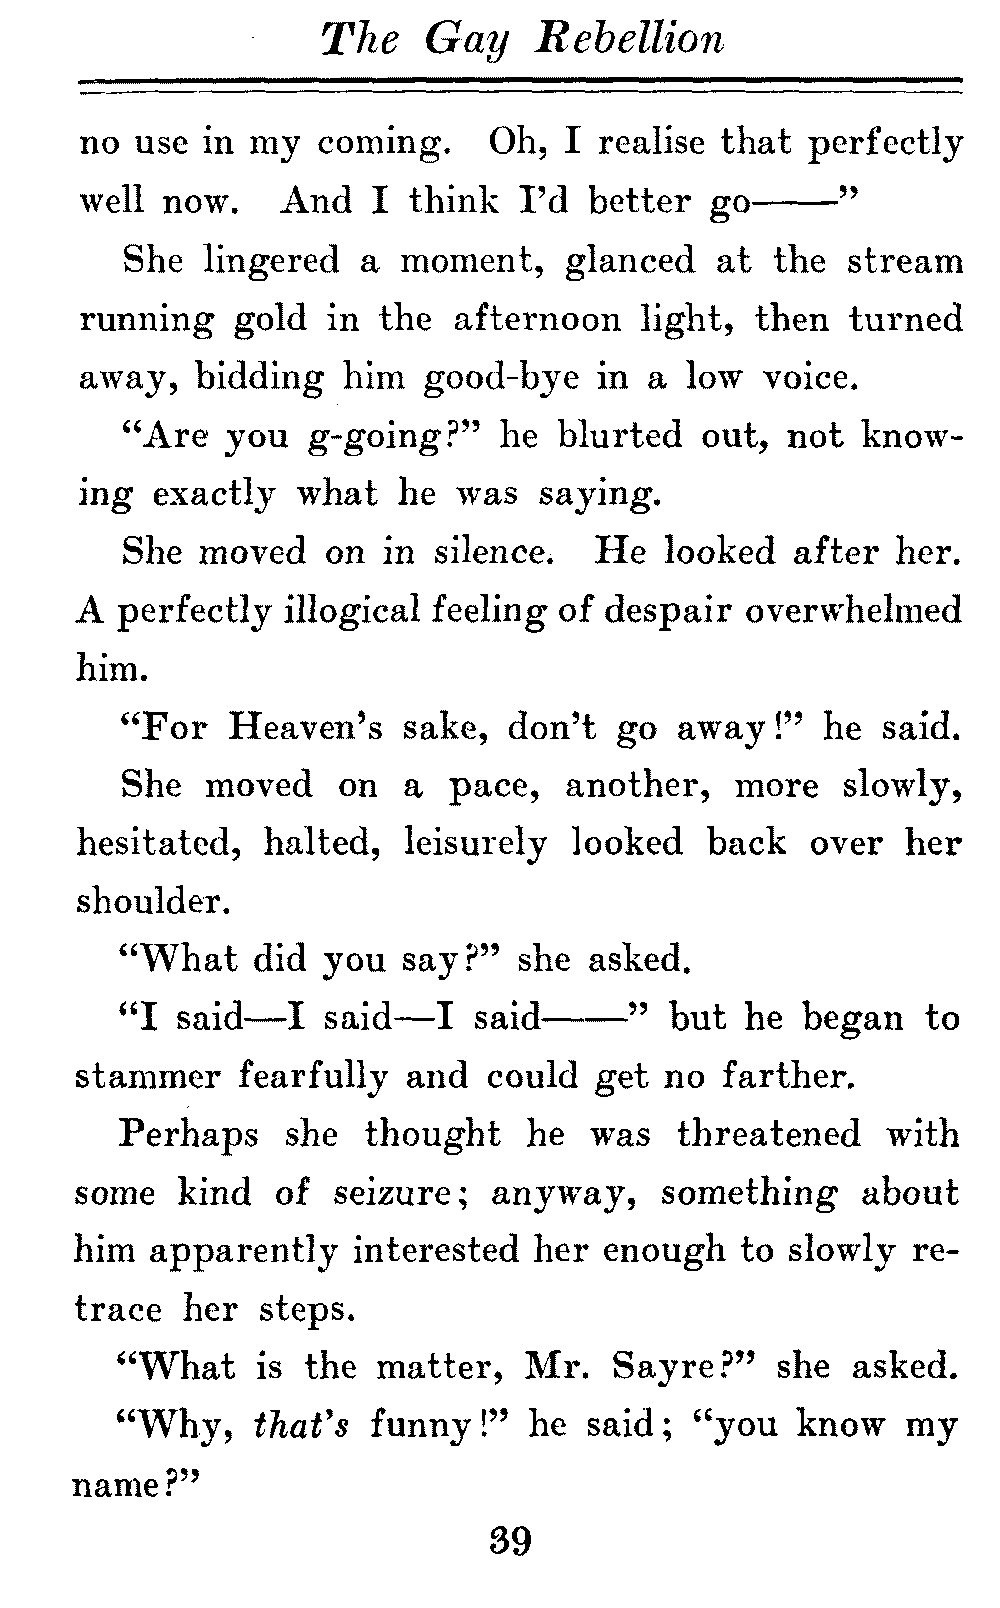 The Gay Rebellion
no use in my coming. Oh, I realise that perfectly
well now. And I think I'd better go——"
She lingered a moment, glanced at the stream
running gold in the afternoon light, then turned
away, bidding him good-bye in a low voice.
"Are you g-going?" he blurted out, not know-
ing exactly what he was saying.
She moved on in silence. He looked after her.
A perfectly illogical feeling of despair overwhelmed
him.
"For Heaven's sake, don't go away!" he said.
She moved on a pace, another, more slowly,
hesitated, halted, leisurely looked back over her
shoulder.
"What did you say?" she asked.
"I said—I said—I said——" but he began to
stammer fearfully and could get no farther.
Perhaps she thought he was threatened with
some kind of seizure; anyway, something about
him apparently interested her enough to slowly re-
trace her steps.
"What is the matter, Mr. Sayre?" she asked.
"Why, that's funny!" he said; "you know my
name?"
39